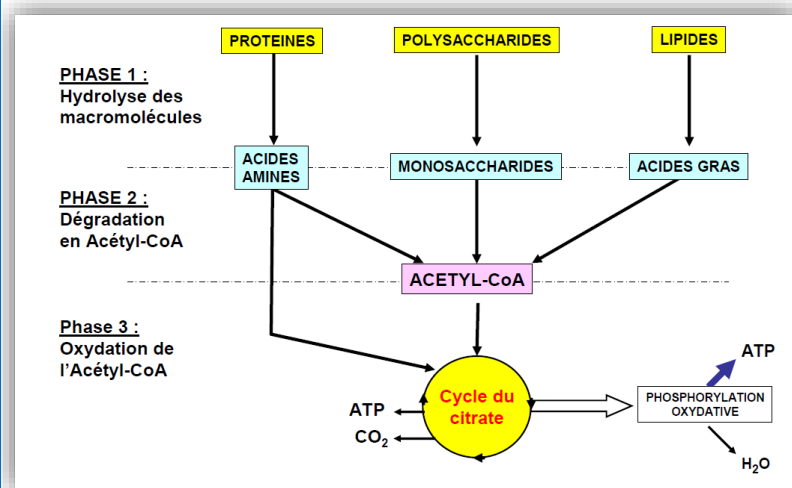 PROTEINES
POLYSACCHARIDES
LIPIDES
PHASE 1 :
Hydrolyse des
macromolécules
ACIDES
AMINES
MONOSACCHARIDES
ACIDES GRAS
PHASE 2 :
Dégradation
en Acétyl-CoA
ACETYL-CoA
Phase 3 :
Oxydation de
l'Acétyl-CoA
Cycle du
citrate
ATP
CO₂
PHOSPHORYLATION
OXYDATIVE
ATP
H₂O